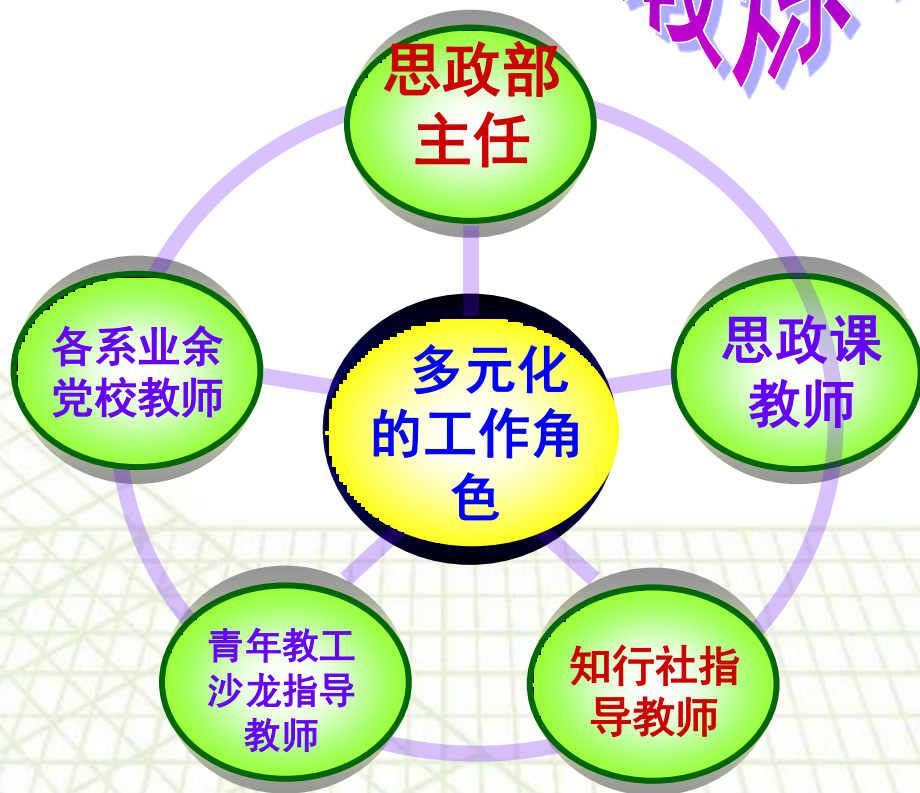 思政部
主任
各系业余
党校教师
思政课
教师
多元化
的工作角
色
青年教工
沙龙指导
教师
知行社指
导教师